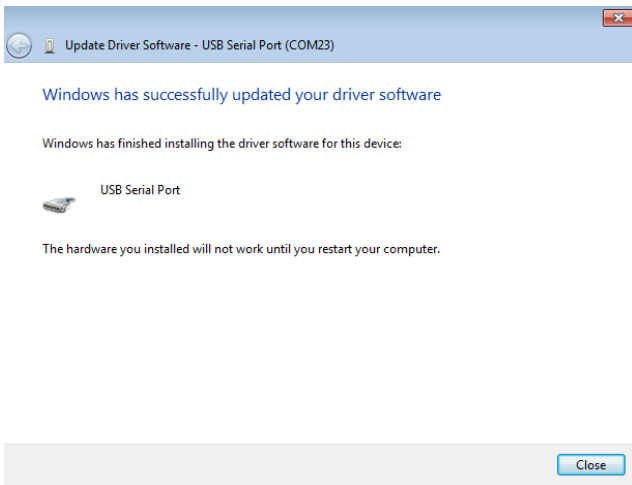 Update Driver Software - USB Serial Port (COM23)
Windows has successfully updated your driver software
Windows has finished installing the driver software for this device:
USB Serial Port
The hardware you installed will not work until you restart your computer.
Close